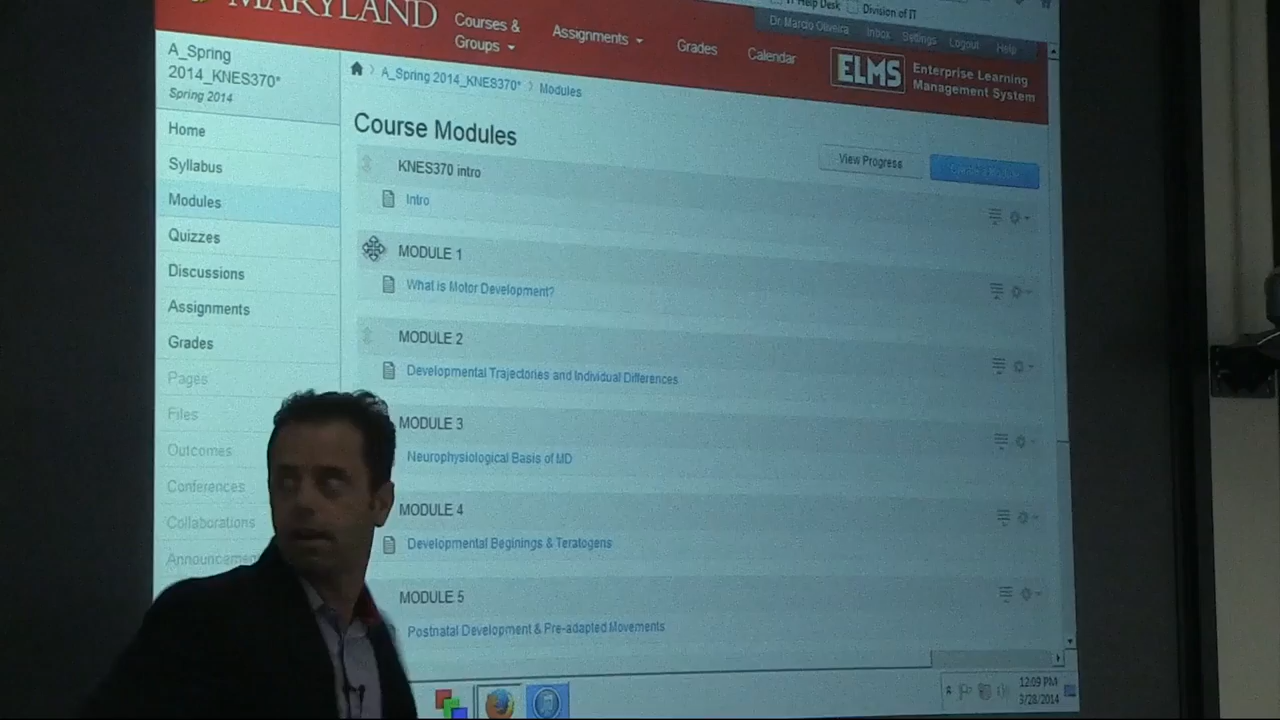 MARYLAND
Courses &
Groups
Assignments
Grades
Calendar
Help Desk
Division of IT
Dr. Marcio Oliveira
Inbox
Settings
Logout
Help
ELMS
Enterprise Learning
Management System
A_Spring
2014_KNES370*
Spring 2014
A_Spring 2014_KNES370*
Modules
Home
Syllabus
Modules
Quizzes
Discussions
Assignments
Grades
Pages
Files
Outcomes
Conferences
Collaborations
Course Modules
View Progress
KNES370 intro
Intro
MODULE 1
What is Motor Development?
MODULE 2
Developmental Trajectories and Individual Differences
MODULE 3
Neurophysiological Basis of MD
MODULE 4
Developmental Beginings & Teratogens
MODULE 5
Postnatal Development & Pre-adapted Movements
12:09 PM
3/28/2014